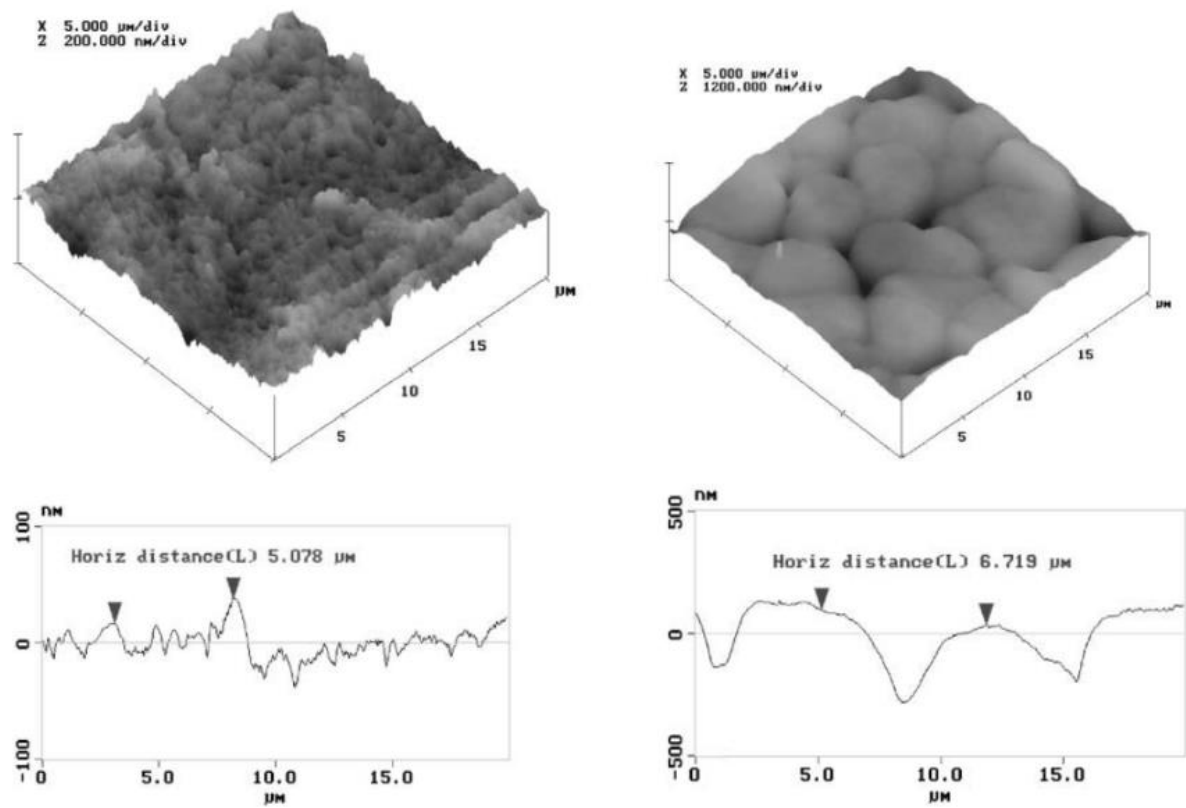 X 5.000 µM/div
Z 200.000 nM/div
µM
15
10
5
X 5.000 µM/div
Z 1200.000 nM/div
µM
15
10
5
nM
100
Horiz distance(L) 5.078 µM
0
-100
0
5.0
10.0
15.0
µM
nM
500
Horiz distance(L) 6.719 µM
0
-500
0
5.0
10.0
15.0
µM